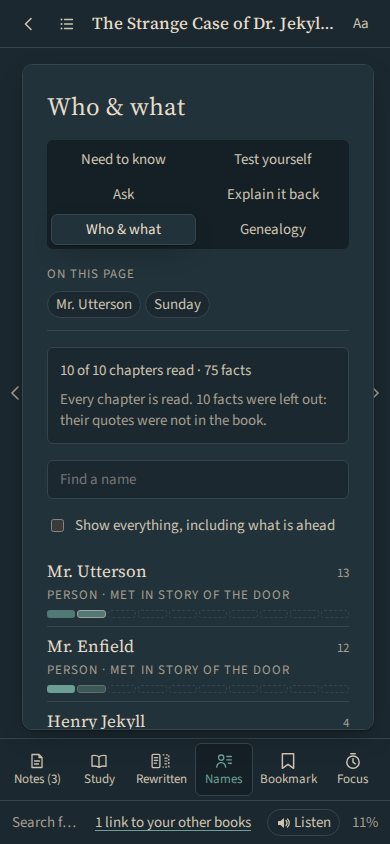 The Strange Case of Dr. Jekyl... Aa
Who & what
Need to know Test yourself
Ask Explain it back
Who & what Genealogy
ON THIS PAGE
Mr. Utterson Sunday
10 of 10 chapters read · 75 facts
Every chapter is read. 10 facts were left out:
their quotes were not in the book.
Find a name
Show everything, including what is ahead
Mr. Utterson 13
PERSON · MET IN STORY OF THE DOOR
Mr. Enfield 12
PERSON · MET IN STORY OF THE DOOR
Henry Jekyll 4
Notes (3) Study Rewritten Names Bookmark Focus
Search f... 1 link to your other books Listen 11%